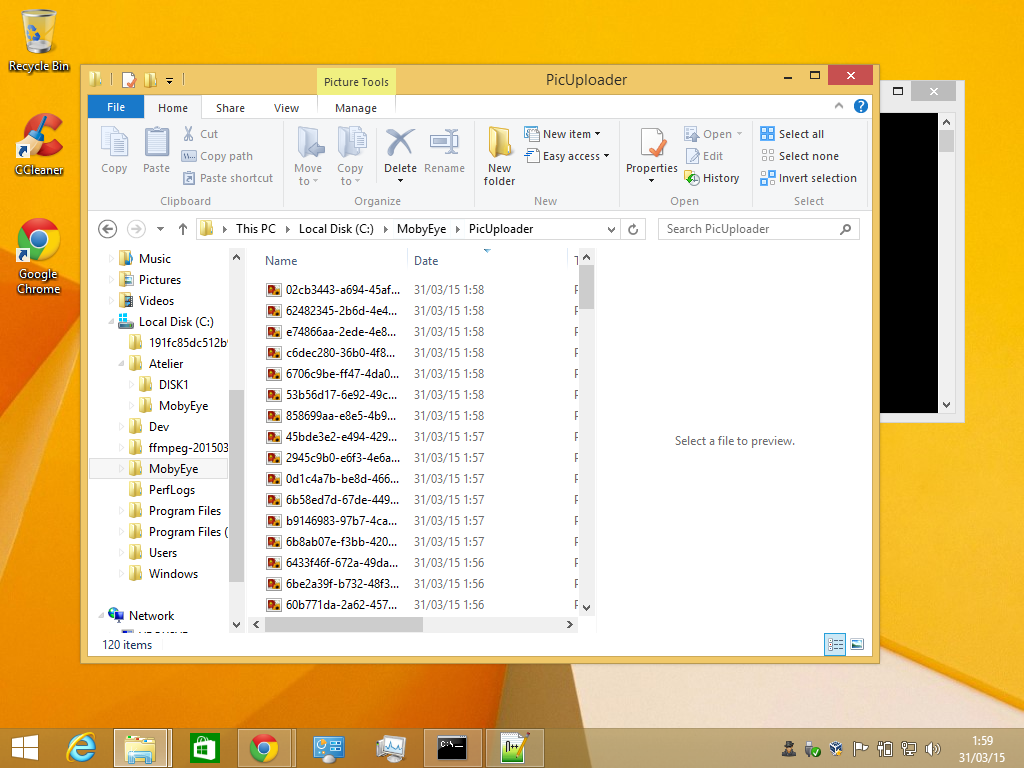 Recycle Bin
CCleaner
Google
Chrome
Picture Tools
PicUploader
File
Home
Share
View
Manage
Copy
Paste
Cut
Copy path
Paste shortcut
Clipboard
Move
to
Copy
to
Delete
Rename
Organize
New
folder
New item
Easy access
New
Properties
Open
Edit
History
Open
Select all
Select none
Invert selection
Select
This PC
Local Disk (C:)
MobyEye
PicUploader
Search PicUploader
Music
Pictures
Videos
Local Disk (C:)
191fc85dc512b
Atelier
DISK1
MobyEye
Dev
ffmpeg-201503
MobyEye
PerfLogs
Program Files
Program Files (
Users
Windows
Network
Name Date
02cb3443-a694-45af... 31/03/15 1:58
62482345-2b6d-4e4... 31/03/15 1:58
e74866aa-2ede-4e8... 31/03/15 1:58
c6dec280-36b0-4f8... 31/03/15 1:58
6706c9be-ff47-4da0... 31/03/15 1:58
53b56d17-6e92-49c... 31/03/15 1:58
858699aa-e8e5-4b9... 31/03/15 1:58
45bde3e2-e494-429... 31/03/15 1:57
2945c9b0-e6f3-4e6a... 31/03/15 1:57
0d1c4a7b-be8d-466... 31/03/15 1:57
6b58ed7d-67de-449... 31/03/15 1:57
b9146983-97b7-4ca... 31/03/15 1:57
6b8ab07e-f3bb-420... 31/03/15 1:57
6433f46f-672a-49da... 31/03/15 1:56
6be2a39f-b732-48f3... 31/03/15 1:56
60b771da-2a62-457... 31/03/15 1:56
Select a file to preview.
120 items
1:59
31/03/15